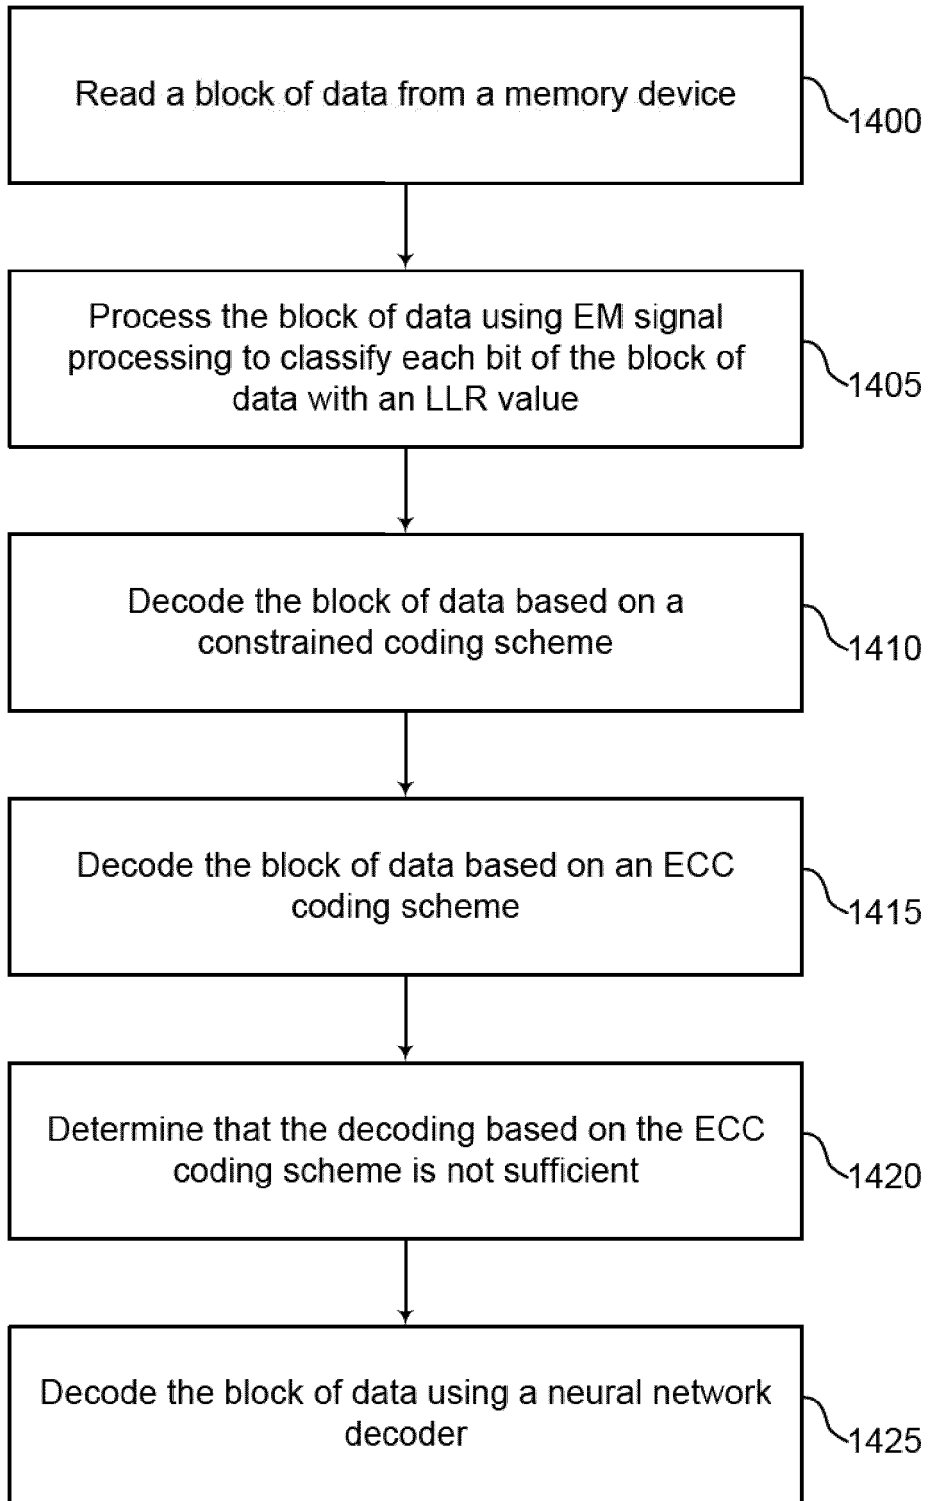 Read a block of data from a memory device
1400
Process the block of data using EM signal
processing to classify each bit of the block of
data with an LLR value
1405
Decode the block of data based on a
constrained coding scheme
1410
Decode the block of data based on an ECC
coding scheme
1415
Determine that the decoding based on the ECC
coding scheme is not sufficient
1420
Decode the block of data using a neural network
decoder
1425